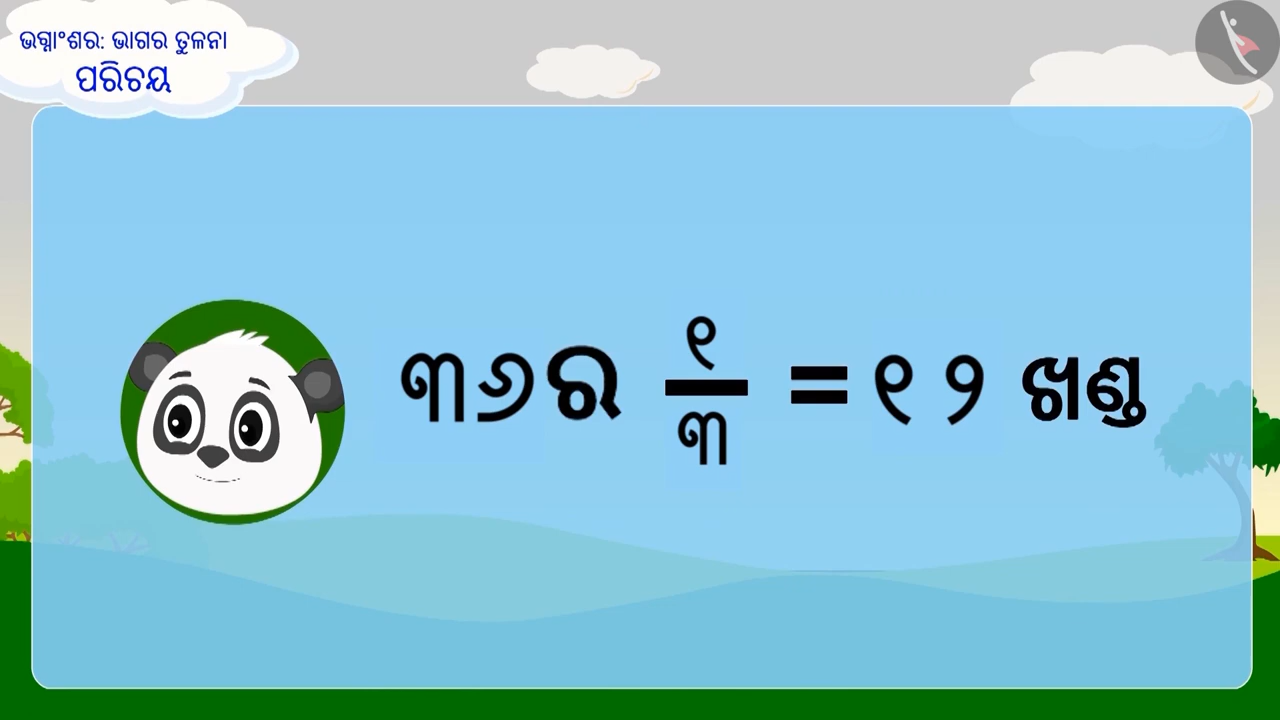 ଭଗ୍ନାଂଶର: ଭାଗର ତୁଳନା
ପରିଚୟ
୩୬ର ୧/୩ = ୧୨ ଖଣ୍ଡ